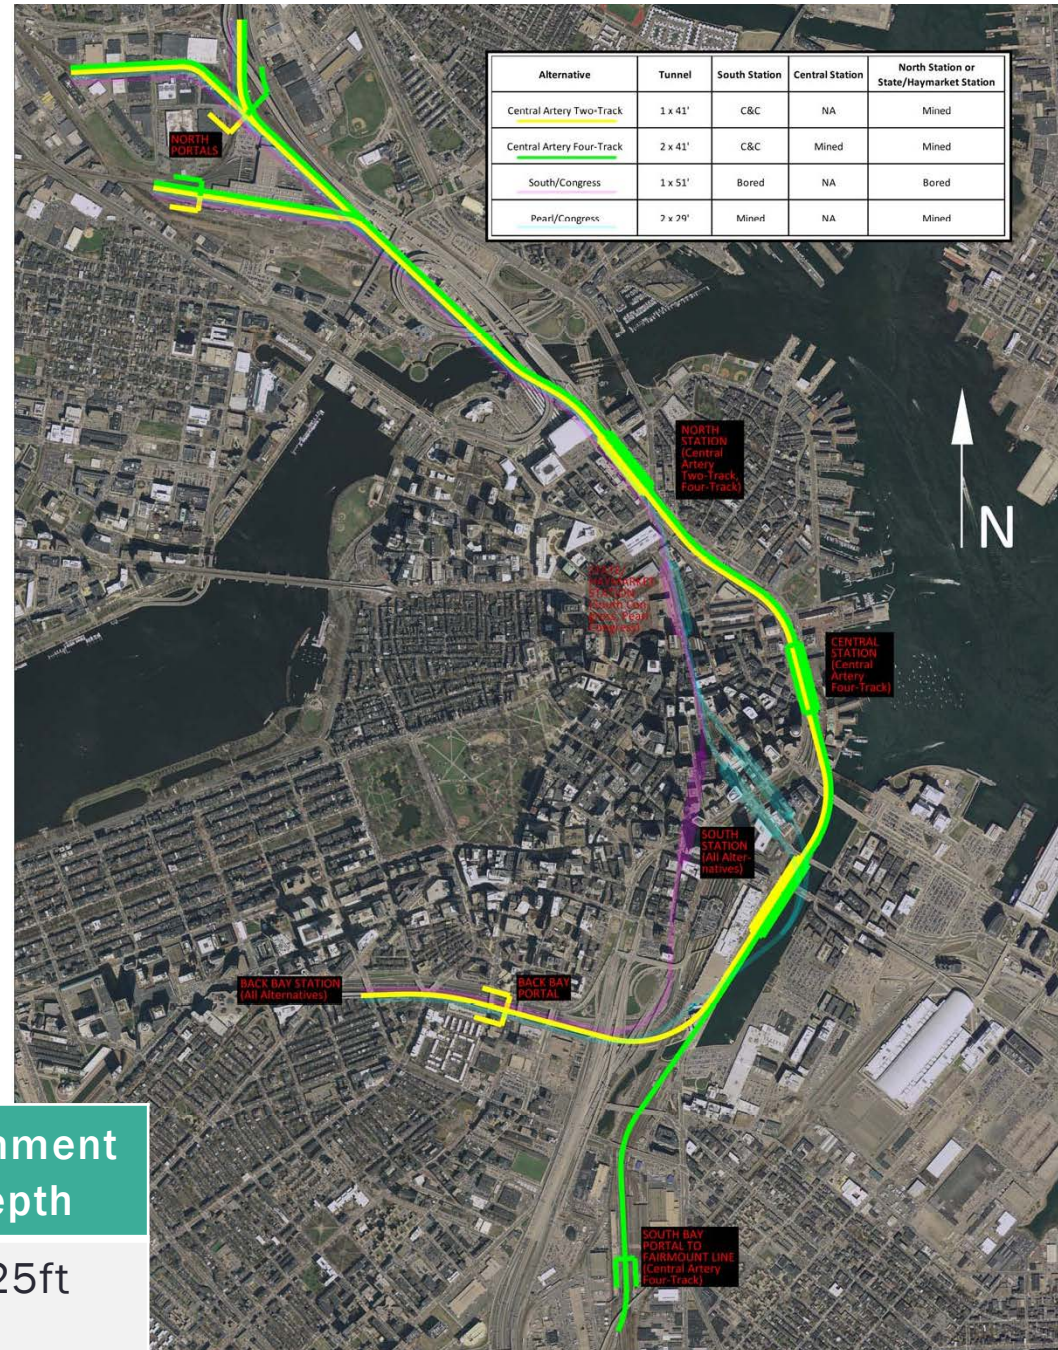 Alternative Tunnel South Station Central Station North Station or
State/Haymarket Station
Central Artery Two-Track 1 x 41' C&C NA Mined
Central Artery Four-Track 2 x 41' C&C Mined Mined
South/Congress 1 x 51' Bored NA Bored
Pearl/Congress 2 x 29' Mined NA Mined
NORTH
PORTALS
NORTH
STATION
(Central
Artery
Two-Track,
Four-Track)
N
HAYMARKET
STATION
CENTRAL
STATION
(Central
Artery
Four-Track)
SOUTH
STATION
(All Alter-
natives)
BACK BAY STATION
(All Alternatives)
BACK BAY
PORTAL
SOUTH BAY
PORTAL TO
FAIRMOUNT LINE
(Central Artery
Four-Track)
nment
epth
25ft